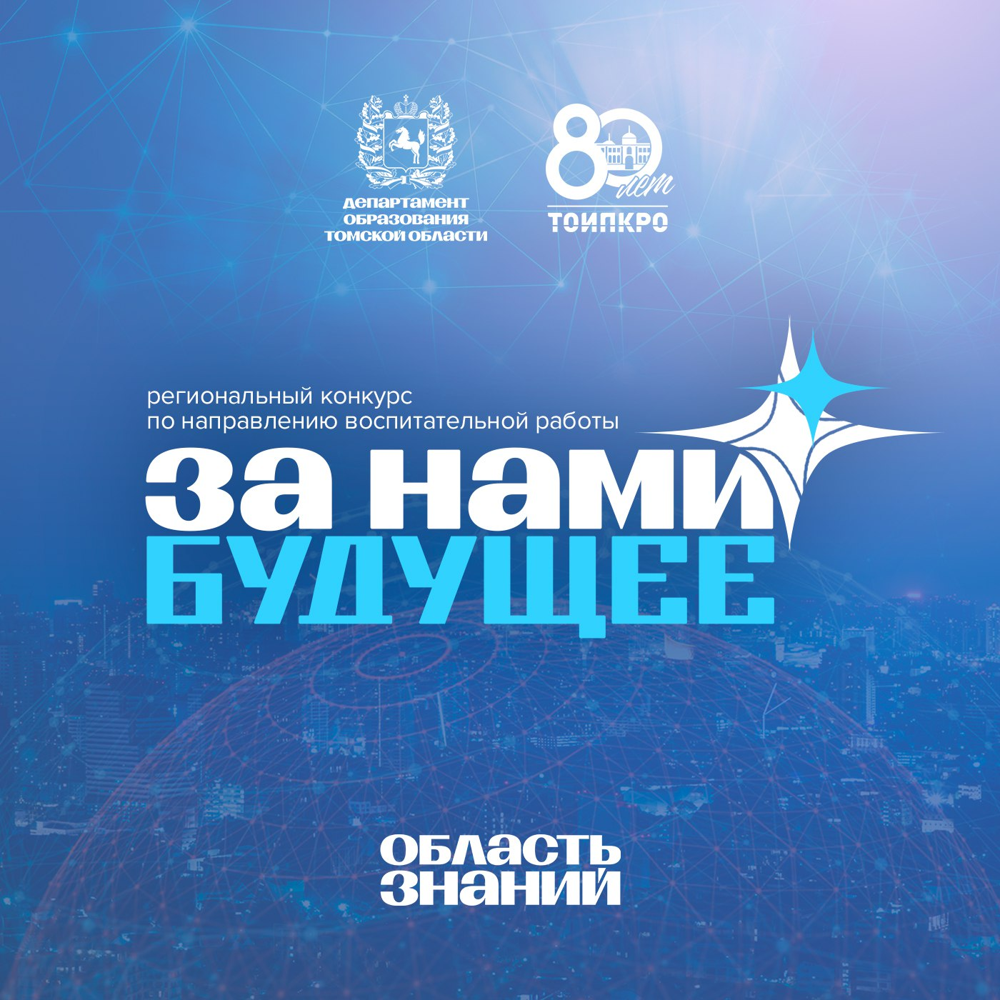 ДЕПАРТАМЕНТ
ОБРАЗОВАНИЯ
ТОМСКОЙ ОБЛАСТИ
80 лет
ТОИПКРО
региональный конкурс
по направлению воспитательной работы
ЗА НАМИ
БУДУЩЕЕ
ОБЛАСТЬ
ЗНАНИЙ